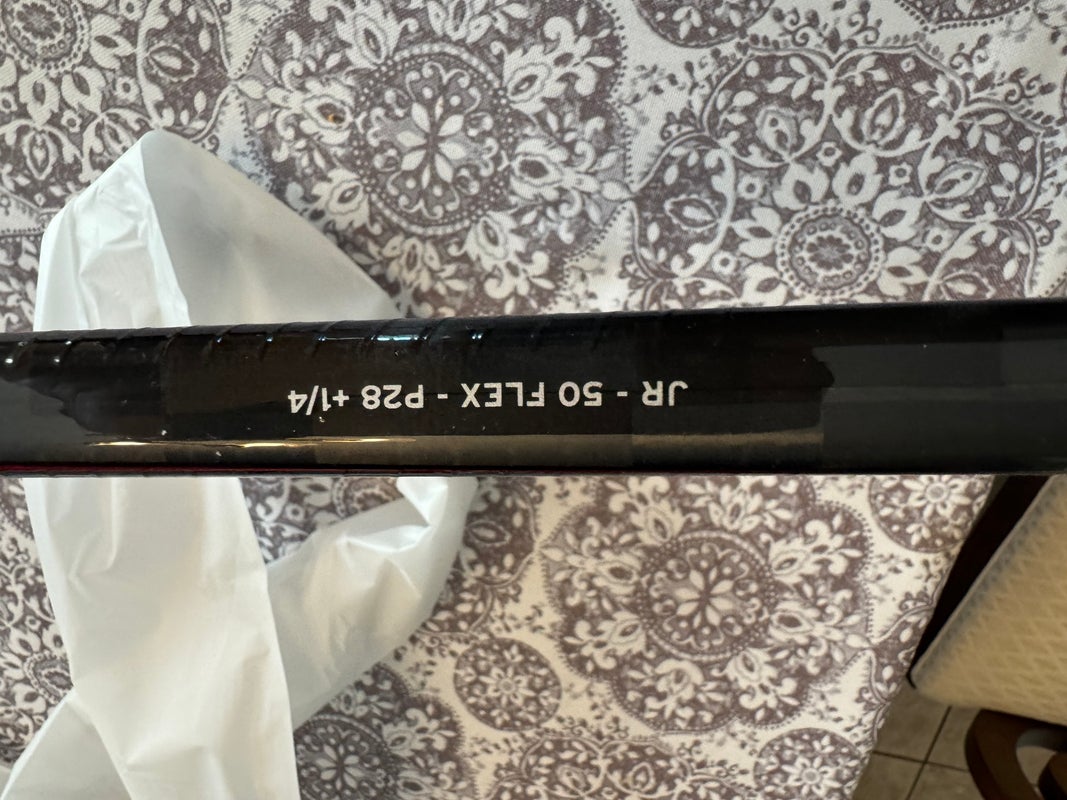 JR - 50 FLEX - P28 +1/4